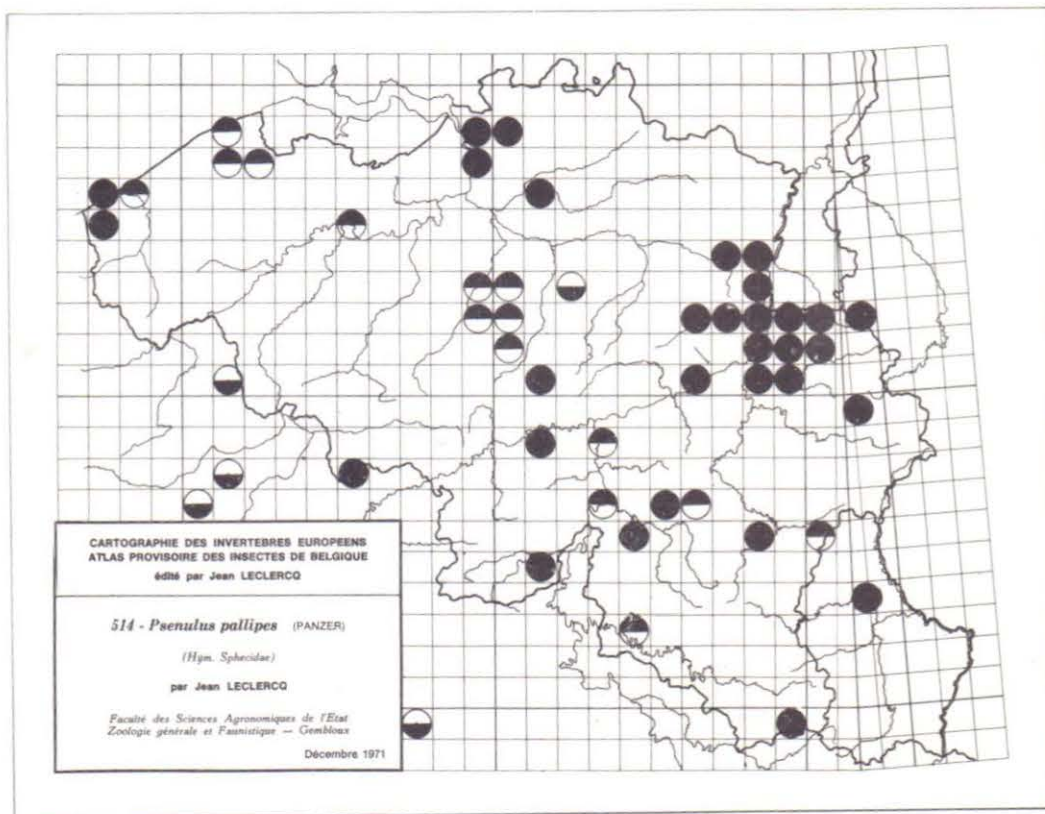 CARTOGRAPHIE DES INVERTEBRES EUROPEENS
ATLAS PROVISOIRE DES INSECTES DE BELGIQUE
édité par Jean LECLERCQ
514 - Psenulus pallipes (PANZER)
(Hym. Sphecidae)
par Jean LECLERCQ
Faculté des Sciences Agronomiques de l'Etat
Zoologie générale et Faunistique — Gembloux
Décembre 1971